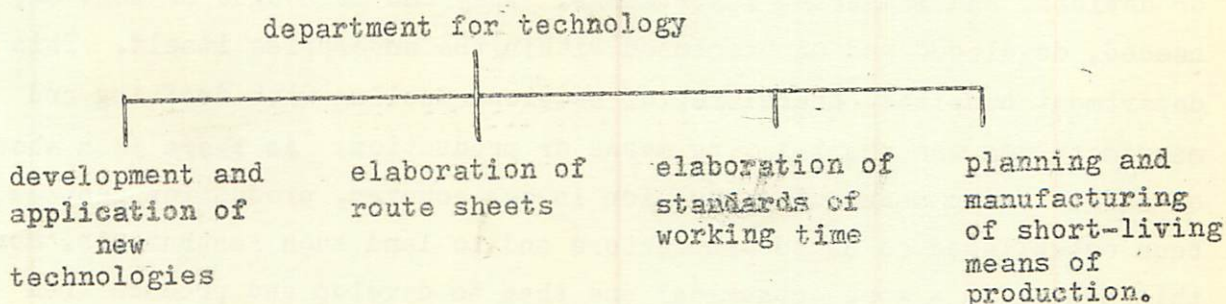 department for technology
development and
application of
new
technologies
elaboration of
route sheets
elaboration of
standards of
working time
planning and
manufacturing
of short-living
means of
production.